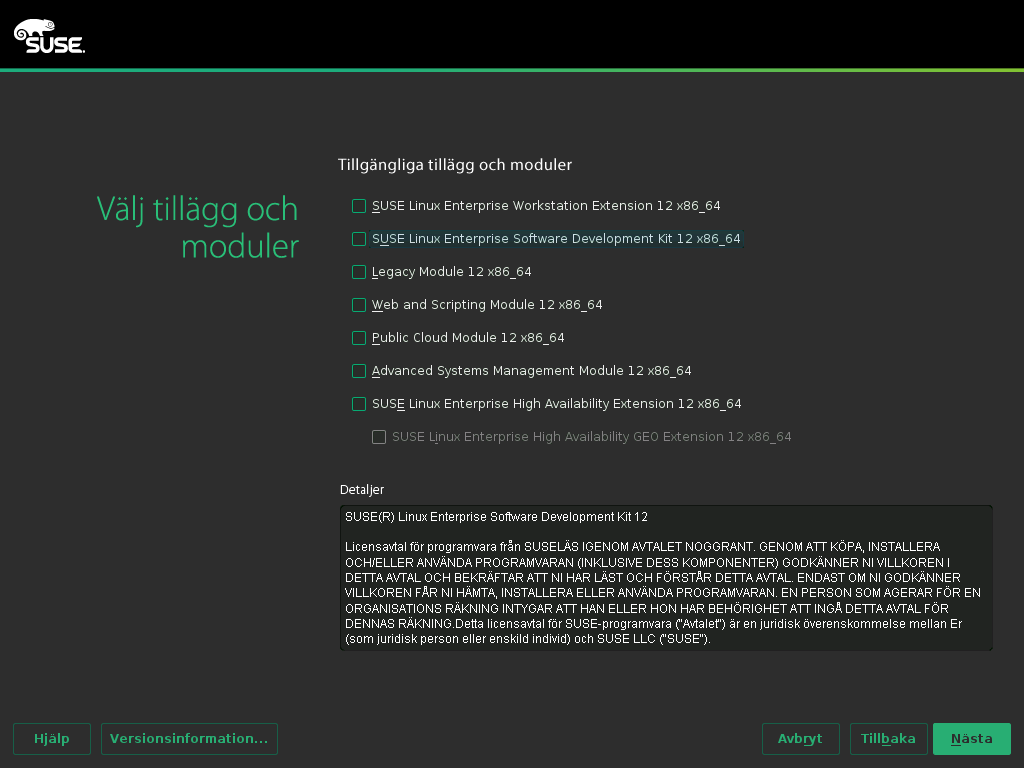 SUSE.
Välj tillägg och
moduler
Tillgängliga tillägg och moduler
SUSE Linux Enterprise Workstation Extension 12 x86_64
SUSE Linux Enterprise Software Development Kit 12 x86_64
Legacy Module 12 x86_64
Web and Scripting Module 12 x86_64
Public Cloud Module 12 x86_64
Advanced Systems Management Module 12 x86_64
SUSE Linux Enterprise High Availability Extension 12 x86_64
SUSE Linux Enterprise High Availability GEO Extension 12 x86_64
Detaljer
SUSE(R) Linux Enterprise Software Development Kit 12
Licensavtal för programvara från SUSELÄS IGENOM AVTALET NOGGRANT. GENOM ATT KÖPA, INSTALLERA
OCH/ELLER ANVÄNDA PROGRAMVARAN (INKLUSIVE DESS KOMPONENTER) GODKÄNNER NI VILLKOREN I
DETTA AVTAL OCH BEKRÄFTAR ATT NI HAR LÄST OCH FÖRSTÅR DETTA AVTAL. ENDAST OM NI GODKÄNNER
VILLKOREN FÅR NI HÄMTA, INSTALLERA ELLER ANVÄNDA PROGRAMVARAN. EN PERSON SOM AGERAR FÖR EN
ORGANISATIONS RÄKNING INTYGAR ATT HAN ELLER HON HAR BEHÖRIGHET ATT INGÅ DETTA AVTAL FÖR
DENNAS RÄKNING.Detta licensavtal för SUSE-programvara ("Avtalet") är en juridisk överenskommelse mellan Er
(som juridisk person eller enskild individ) och SUSE LLC ("SUSE").
Hjälp
Versionsinformation...
Avbryt
Tillbaka
Nästa